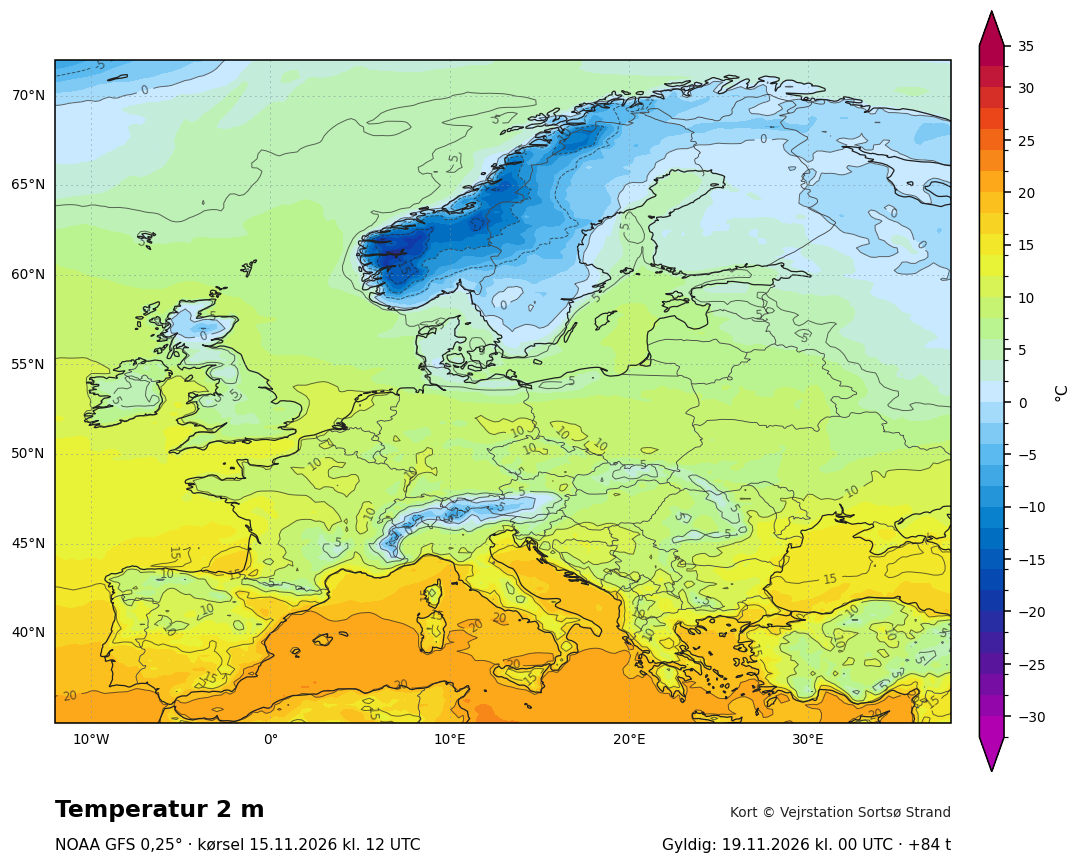 35
30
25
20
15
10
5
0
−5
−10
−15
−20
−25
−30
°C
70°N
65°N
60°N
55°N
50°N
45°N
40°N
10°W 0° 10°E 20°E 30°E
Temperatur 2 m
Kort © Vejrstation Sortsø Strand
NOAA GFS 0,25° · kørsel 15.11.2026 kl. 12 UTC
Gyldig: 19.11.2026 kl. 00 UTC · +84 t